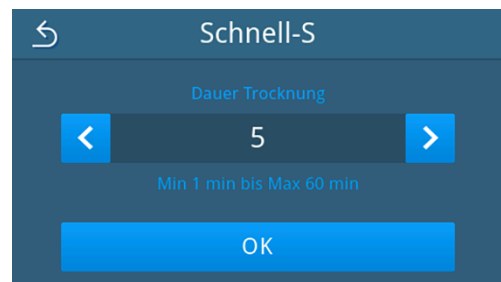 Schnell-S
Dauer Trocknung
5
Min 1 min bis Max 60 min
OK